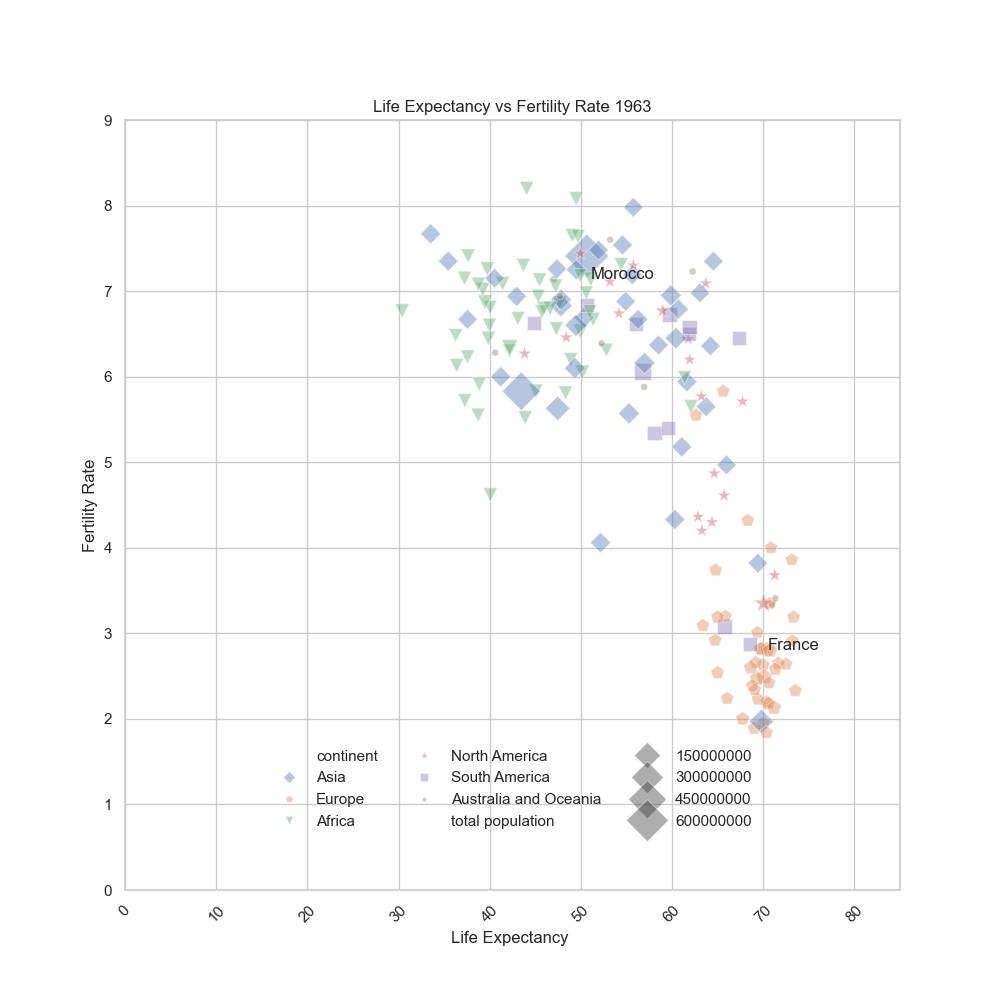 Life Expectancy vs Fertility Rate 1963
9
8
7
6
5
4
3
2
1
0
Fertility Rate
Morocco
France
continent
Asia
Europe
Africa
North America
South America
Australia and Oceania
total population
150000000
300000000
450000000
600000000
0 10 20 30 40 50 60 70 80
Life Expectancy